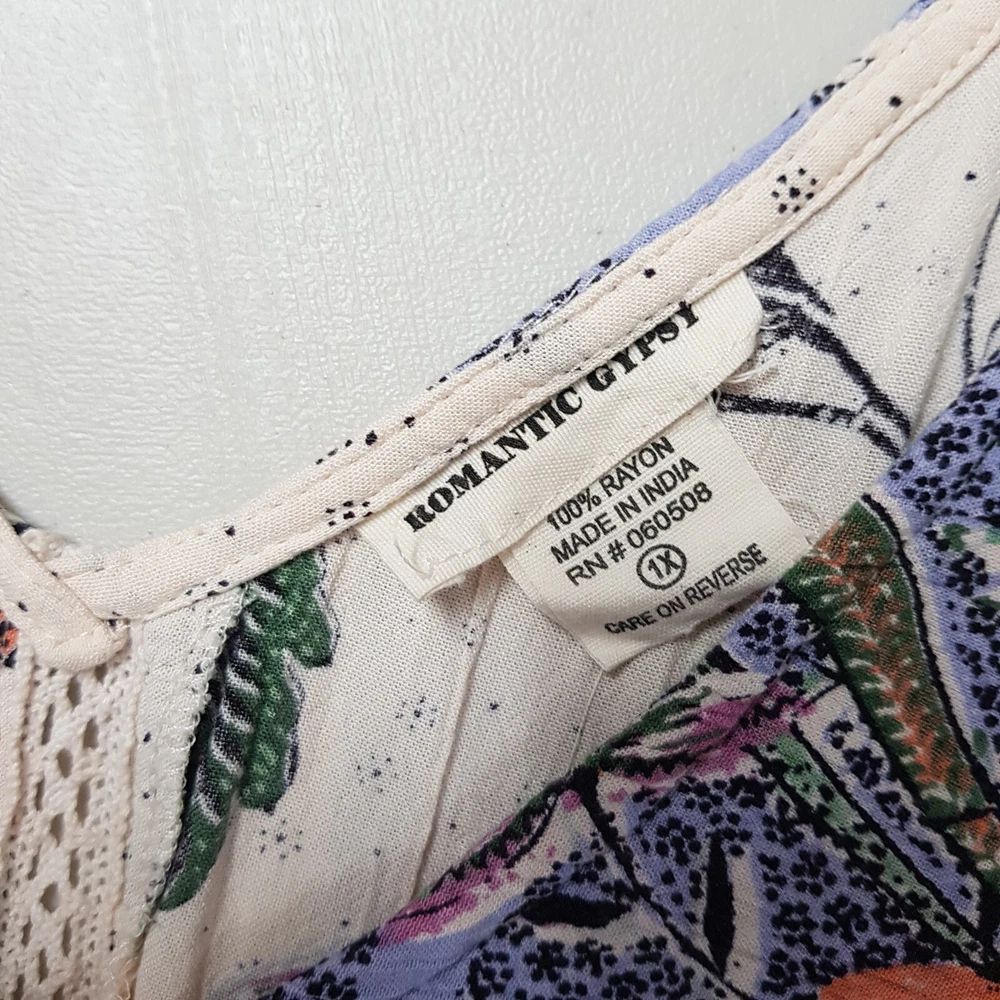 ROMANTIC GYPSY
100% RAYON
MADE IN INDIA
RN # 060508
1X
CARE ON REVERSE